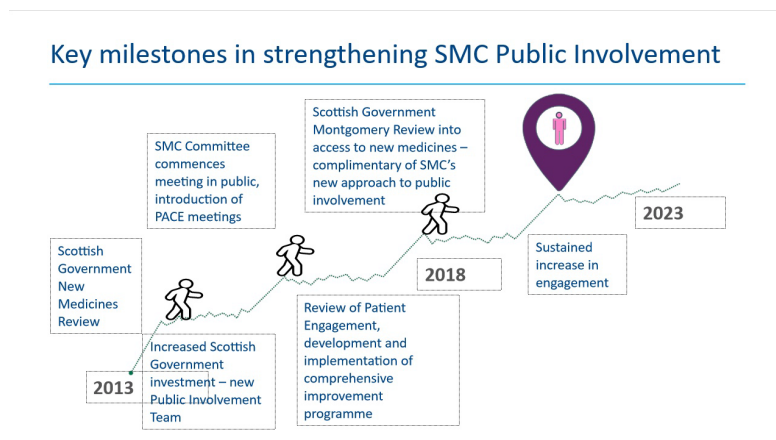 Key milestones in strengthening SMC Public Involvement
Scottish Government
Montgomery Review into
access to new medicines –
complimentary of SMC's
new approach to public
involvement
SMC Committee
commences
meeting in public,
introduction of
PACE meetings
Scottish
Government
New
Medicines
Review
2023
Sustained
increase in
engagement
2018
Review of Patient
Engagement,
development and
implementation of
comprehensive
improvement
programme
Increased Scottish
Government
investment – new
Public Involvement
Team
2013